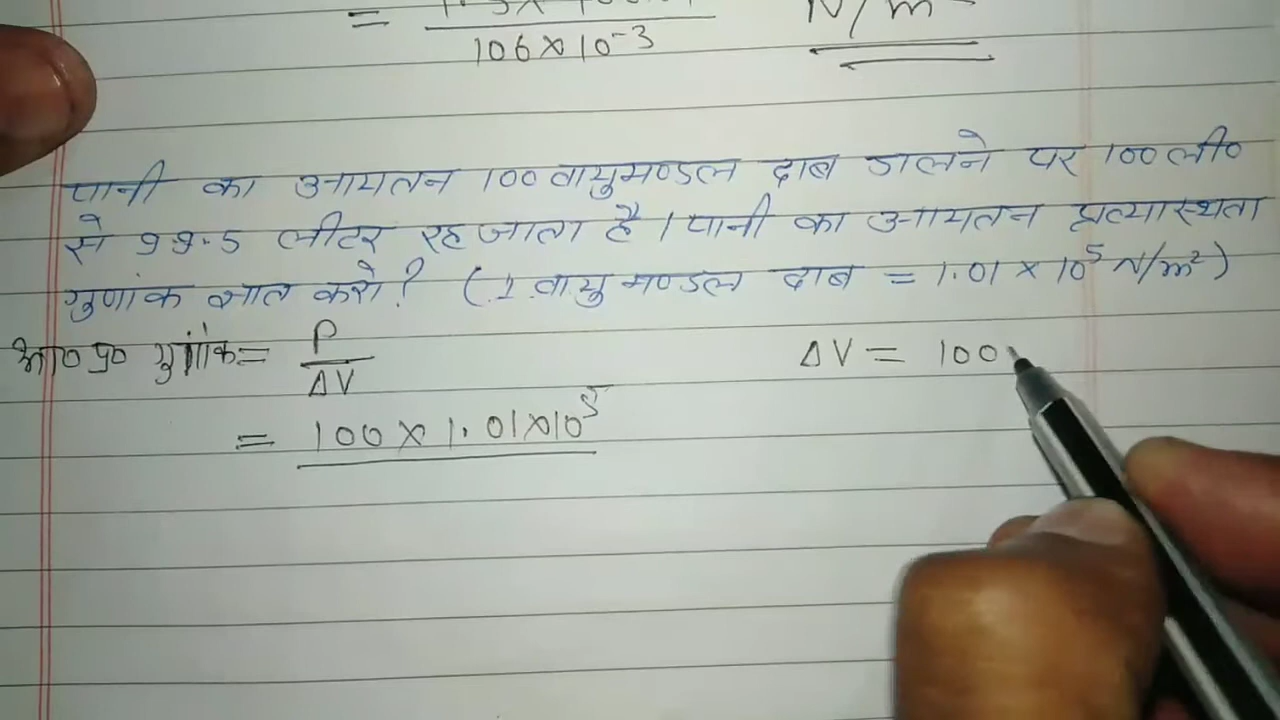 =
106×10⁻³ N/m
पानी का आयतन 100 वायुमण्डल दाब डालने पर 100 ली०
से 99.5 लीटर रह जाता है। पानी का आयतन प्रत्यास्थता
गुणांक ज्ञात करो? (1 वायु मण्डल दाब = 1.01 × 10⁵ N/m²)
आ० प्र० गुणांक = P/ΔV ΔV = 100
= 100 × 1.01×10⁵